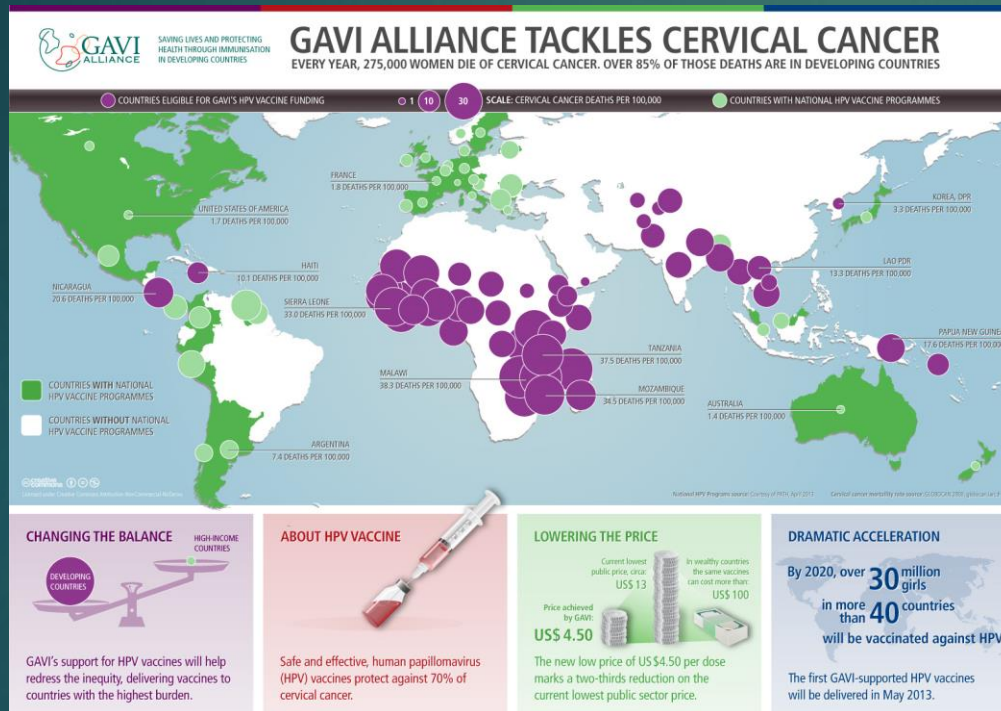 GAVI
ALLIANCE
SAVING LIVES AND PROTECTING
HEALTH THROUGH IMMUNISATION
IN DEVELOPING COUNTRIES
GAVI ALLIANCE TACKLES CERVICAL CANCER
EVERY YEAR, 275,000 WOMEN DIE OF CERVICAL CANCER. OVER 85% OF THOSE DEATHS ARE IN DEVELOPING COUNTRIES
COUNTRIES ELIGIBLE FOR GAVI'S HPV VACCINE FUNDING
1 10 30 SCALE: CERVICAL CANCER DEATHS PER 100,000
COUNTRIES WITH NATIONAL HPV VACCINE PROGRAMMES
FRANCE
1.8 DEATHS PER 100,000
UNITED STATES OF AMERICA
1.7 DEATHS PER 100,000
KOREA, DPR
3.3 DEATHS PER 100,000
HAITI
10.1 DEATHS PER 100,000
LAO PDR
13.3 DEATHS PER 100,000
NICARAGUA
20.6 DEATHS PER 100,000
SIERRA LEONE
33.0 DEATHS PER 100,000
PAPUA NEW GUINE
17.6 DEATHS PER 100,000
TANZANIA
37.5 DEATHS PER 100,000
MALAWI
38.3 DEATHS PER 100,000
MOZAMBIQUE
34.5 DEATHS PER 100,000
COUNTRIES WITH NATIONAL
HPV VACCINE PROGRAMMES
COUNTRIES WITHOUT NATIONAL
HPV VACCINE PROGRAMMES
AUSTRALIA
1.4 DEATHS PER 100,000
ARGENTINA
7.4 DEATHS PER 100,000
CHANGING THE BALANCE
HIGH-INCOME
COUNTRIES
DEVELOPING
COUNTRIES
GAVI's support for HPV vaccines will help
redress the inequity, delivering vaccines to
countries with the highest burden.
ABOUT HPV VACCINE
Safe and effective, human papillomavirus
(HPV) vaccines protect against 70% of
cervical cancer.
LOWERING THE PRICE
Current lowest
public price, circa:
US$ 13
In wealthy countries
the same vaccines
can cost more than:
US$ 100
Price achieved
by GAVI:
US$ 4.50
The new low price of US$4.50 per dose
marks a two-thirds reduction on the
current lowest public sector price.
DRAMATIC ACCELERATION
By 2020, over 30 million
girls
in more
than 40 countries
will be vaccinated against HPV
The first GAVI-supported HPV vaccines
will be delivered in May 2013.